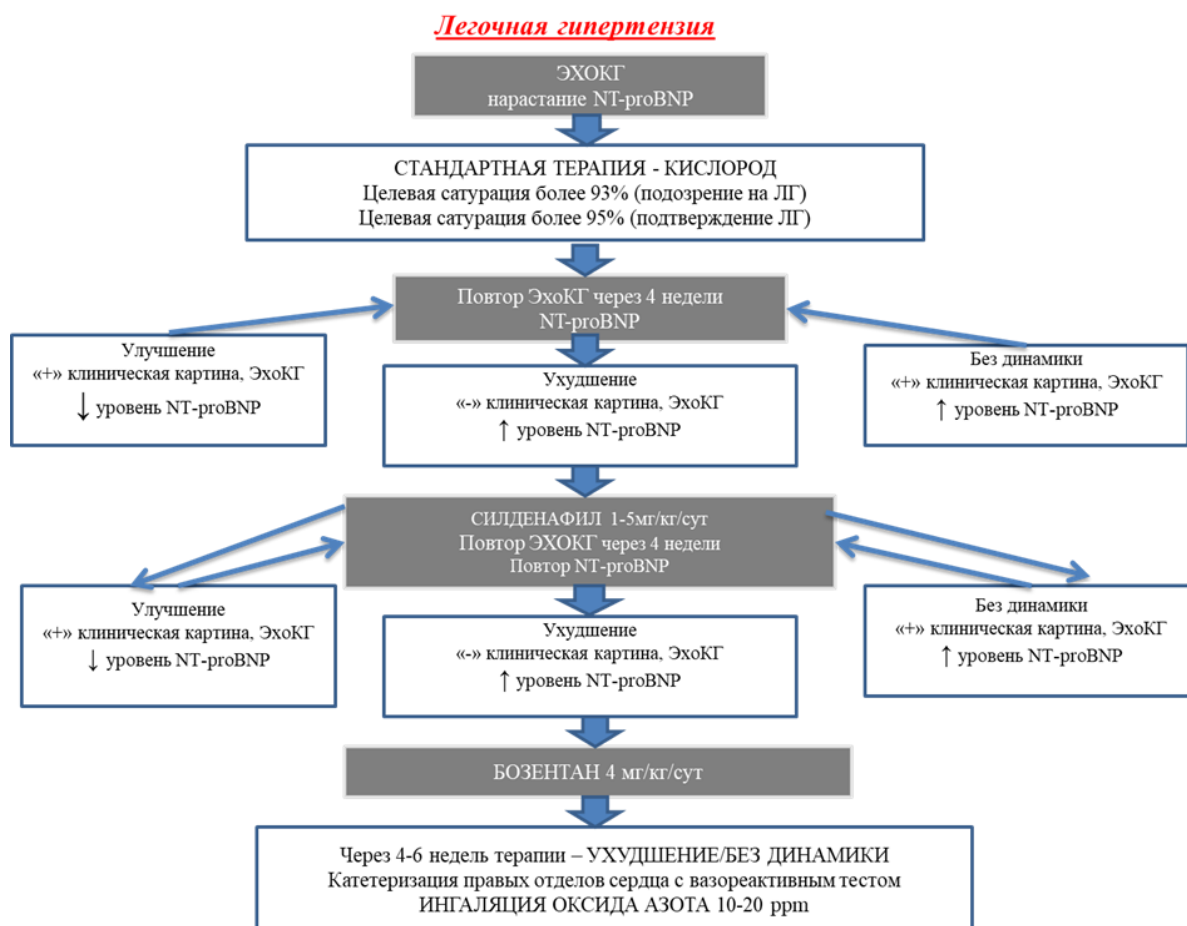 Легочная гипертензия
ЭХОКГ
нарастание NT-proBNP
СТАНДАРТНАЯ ТЕРАПИЯ - КИСЛОРОД
Целевая сатурация более 93% (подозрение на ЛГ)
Целевая сатурация более 95% (подтверждение ЛГ)
Повтор ЭхоКГ через 4 недели
NT-proBNP
Улучшение
«+» клиническая картина, ЭхоКГ
↓ уровень NT-proBNP
Ухудшение
«-» клиническая картина, ЭхоКГ
↑ уровень NT-proBNP
Без динамики
«+» клиническая картина, ЭхоКГ
↑ уровень NT-proBNP
СИЛДЕНАФИЛ 1-5мг/кг/сут
Повтор ЭХОКГ через 4 недели
Повтор NT-proBNP
Улучшение
«+» клиническая картина, ЭхоКГ
↓ уровень NT-proBNP
Ухудшение
«-» клиническая картина, ЭхоКГ
↑ уровень NT-proBNP
Без динамики
«+» клиническая картина, ЭхоКГ
↑ уровень NT-proBNP
БОЗЕНТАН 4 мг/кг/сут
Через 4-6 недель терапии – УХУДШЕНИЕ/БЕЗ ДИНАМИКИ
Катетеризация правых отделов сердца с вазореактивным тестом
ИНГАЛЯЦИЯ ОКСИДА АЗОТА 10-20 ppm